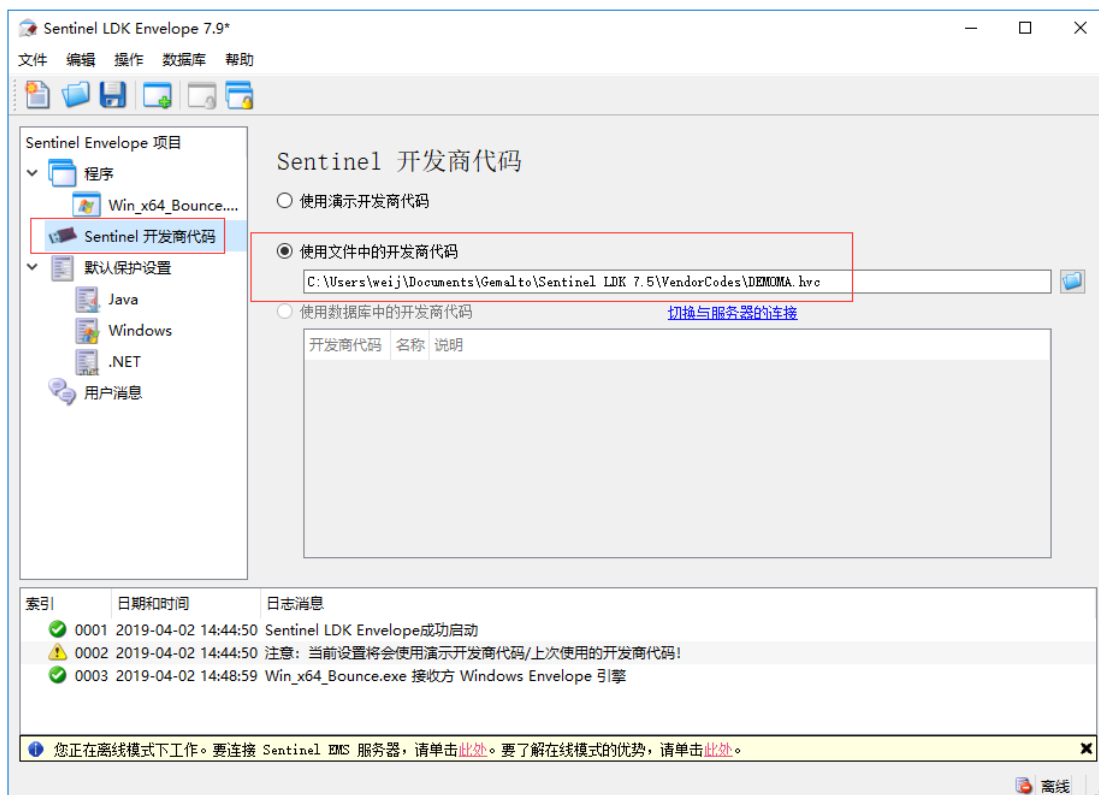 Sentinel LDK Envelope 7.9*
文件 编辑 操作 数据库 帮助
Sentinel Envelope 项目
程序
Win_x64_Bounce....
Sentinel 开发商代码
默认保护设置
Java
Windows
.NET
用户消息
Sentinel 开发商代码
使用演示开发商代码
使用文件中的开发商代码
C:\Users\weij\Documents\Gemalto\Sentinel LDK 7.5\VendorCodes\DEMOMA.hvc
使用数据库中的开发商代码 切换与服务器的连接
开发商代码 名称 说明
索引 日期和时间 日志消息
0001 2019-04-02 14:44:50 Sentinel LDK Envelope成功启动
0002 2019-04-02 14:44:50 注意：当前设置将会使用演示开发商代码/上次使用的开发商代码!
0003 2019-04-02 14:48:59 Win_x64_Bounce.exe 接收方 Windows Envelope 引擎
您正在离线模式下工作。要连接 Sentinel EMS 服务器，请单击此处。要了解在线模式的优势，请单击此处。
离线